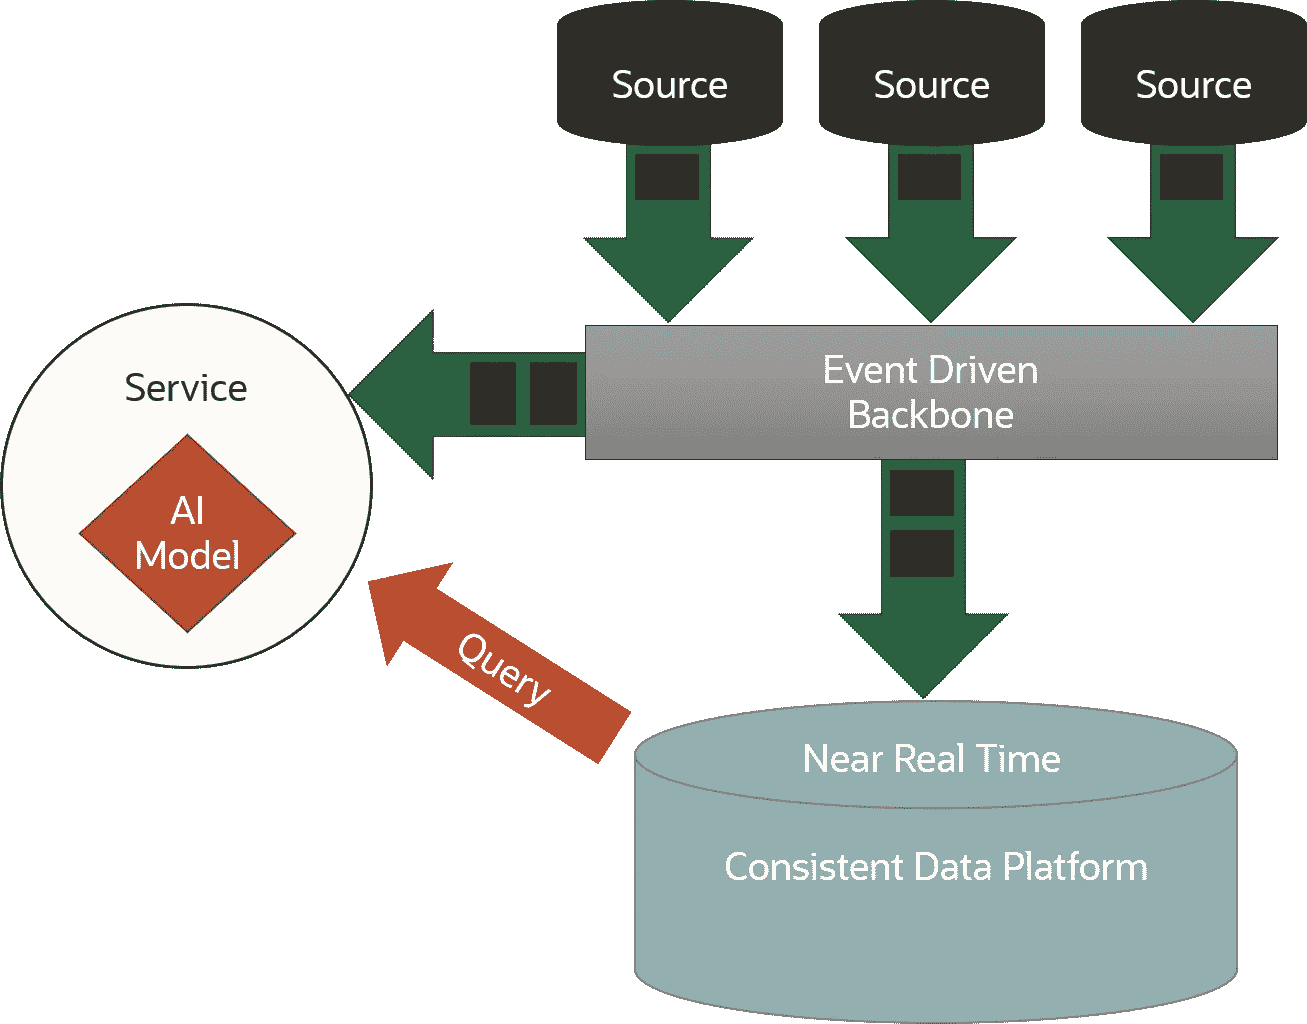 Source
Source
Source
Event Driven
Backbone
Service
AI
Model
Query
Near Real Time
Consistent Data Platform